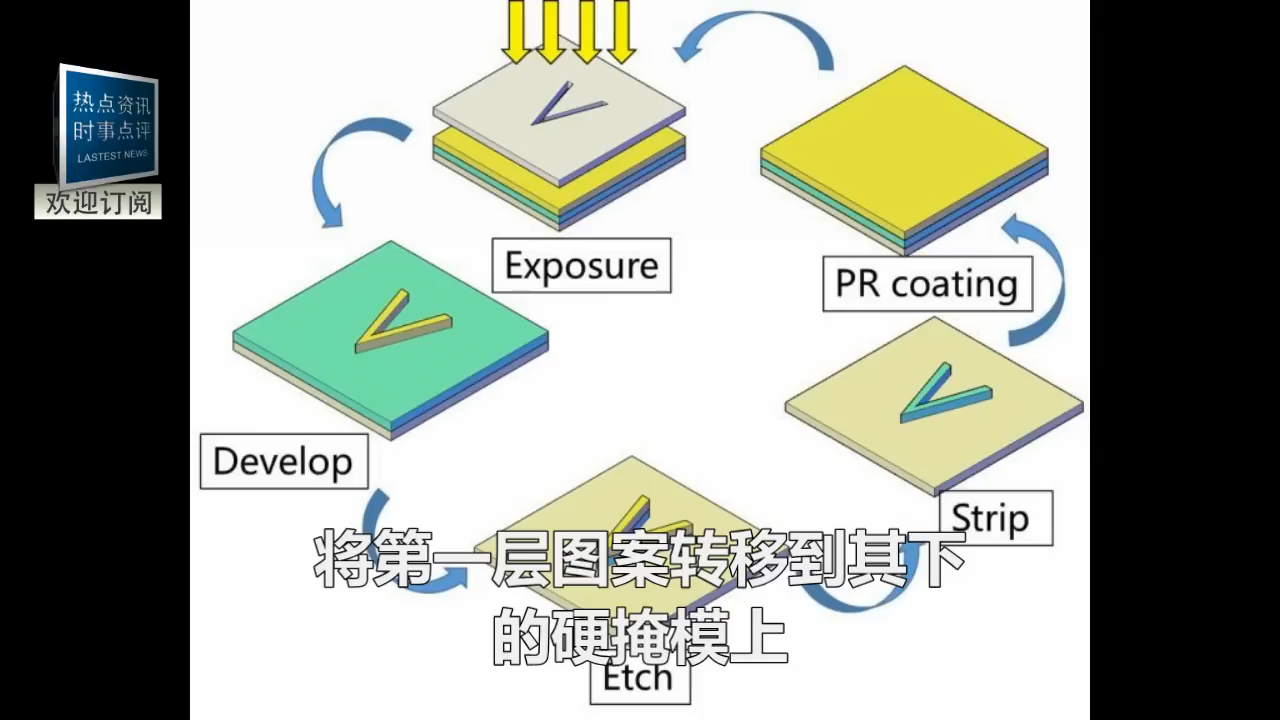 热点资讯
时事点评
LASTEST NEWS
欢迎订阅
Exposure
PR coating
Develop
Strip
将第一层图案转移到其下
的硬掩模上
Etch